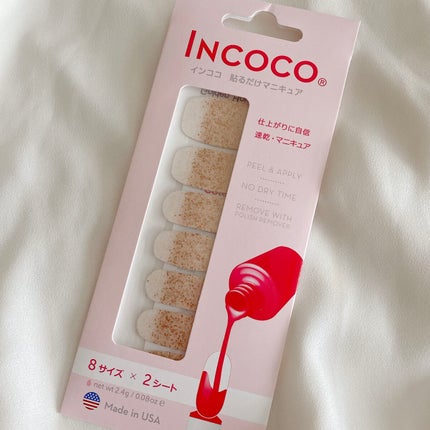 INCOCO®
インココ 貼るだけマニキュア
仕上がりに自信
速乾・マニキュア
PEEL & APPLY
NO DRY TIME
REMOVE WITH
POLISH REMOVER
8サイズ × 2シート
net wt 2.4g / 0.08oz.e
Made in USA